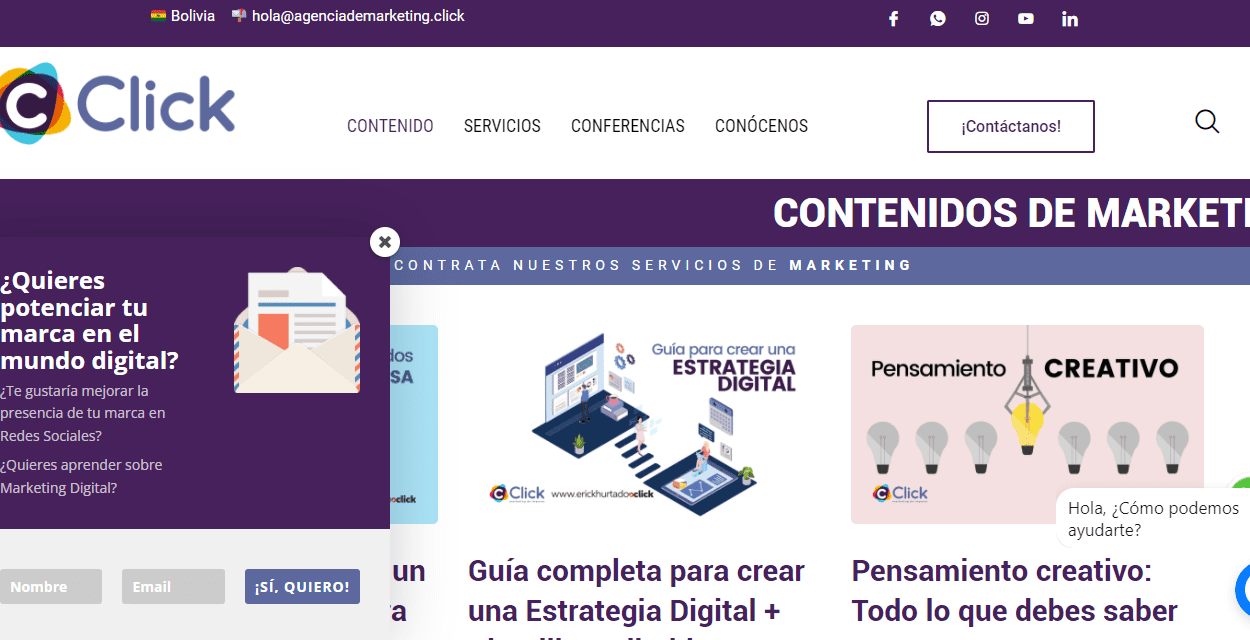 Bolivia hola@agenciademarketing.click
Click
CONTENIDO SERVICIOS CONFERENCIAS CONÓCENOS
¡Contáctanos!
CONTENIDOS DE MARKETI
CONTRATA NUESTROS SERVICIOS DE MARKETING
¿Quieres
potenciar tu
marca en el
mundo digital?
¿Te gustaría mejorar la
presencia de tu marca en
Redes Sociales?
¿Quieres aprender sobre
Marketing Digital?
Nombre Email ¡SÍ, QUIERO!
dos
SA
click
un
ra
Guía para crear una
ESTRATEGIA
DIGITAL
Click www.erickhurtado.click
Guía completa para crear
una Estrategia Digital +
Pensamiento CREATIVO
Click
Pensamiento creativo:
Todo lo que debes saber
Hola, ¿Cómo podemos
ayudarte?